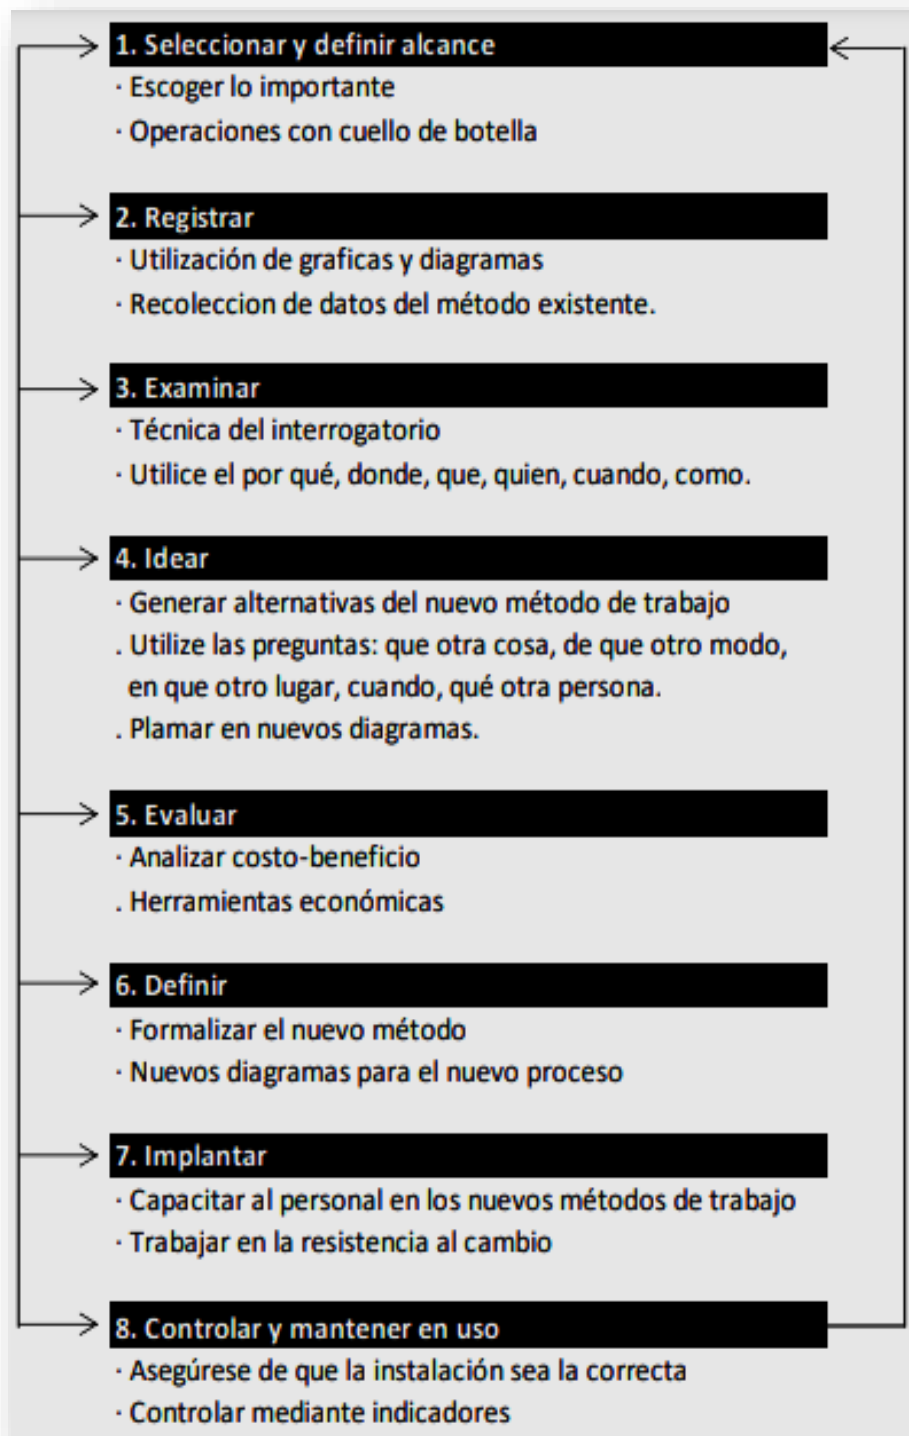 1. Seleccionar y definir alcance
· Escoger lo importante
· Operaciones con cuello de botella
2. Registrar
· Utilización de graficas y diagramas
· Recoleccion de datos del método existente.
3. Examinar
· Técnica del interrogatorio
· Utilice el por qué, donde, que, quien, cuando, como.
4. Idear
· Generar alternativas del nuevo método de trabajo
. Utilize las preguntas: que otra cosa, de que otro modo,
en que otro lugar, cuando, qué otra persona.
. Plamar en nuevos diagramas.
5. Evaluar
· Analizar costo-beneficio
. Herramientas económicas
6. Definir
· Formalizar el nuevo método
· Nuevos diagramas para el nuevo proceso
7. Implantar
· Capacitar al personal en los nuevos métodos de trabajo
· Trabajar en la resistencia al cambio
8. Controlar y mantener en uso
· Asegúrese de que la instalación sea la correcta
· Controlar mediante indicadores